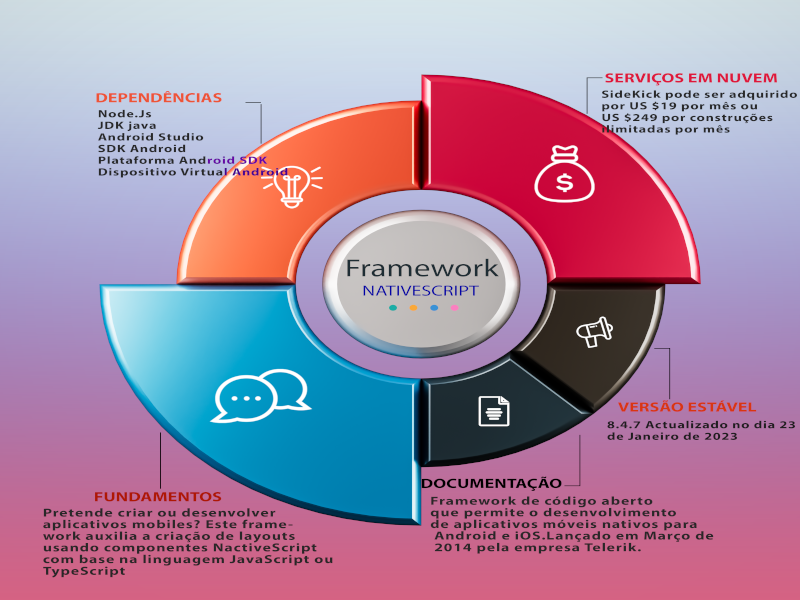 DEPENDÊNCIAS
Node.Js
JDK java
Android Studio
SDK Android
Plataforma Android SDK
Dispositivo Virtual Android
SERVIÇOS EM NUVEM
SideKick pode ser adquirido
por US $19 por mês ou
US $249 por construções
ilimitadas por mês
$
Framework
NATIVESCRIPT
VERSÃO ESTÁVEL
8.4.7 Actualizado no dia 23
de Janeiro de 2023
DOCUMENTAÇÃO
Framework de código aberto
que permite o desenvolvimento
de aplicativos móveis nativos para
Android e iOS.Lançado em Março de
2014 pela empresa Telerik.
FUNDAMENTOS
Pretende criar ou desenvolver
aplicativos mobiles? Este frame-
work auxilia a criação de layouts
usando componentes NactiveScript
com base na linguagem JavaScript ou
TypeScript